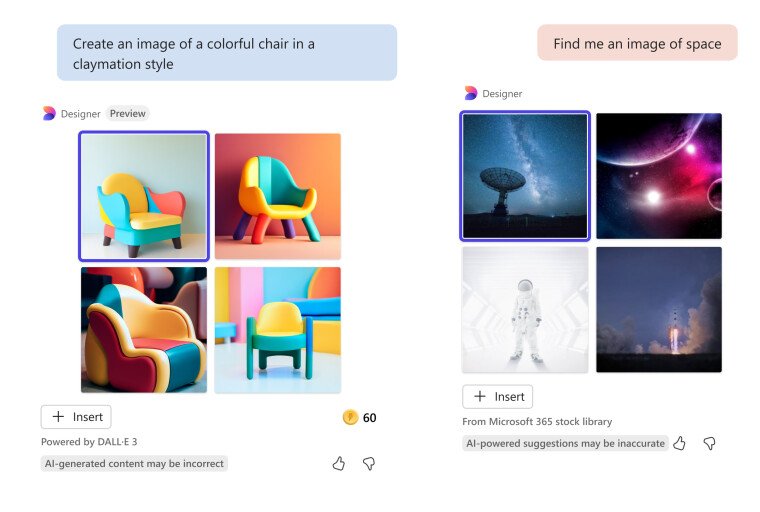 Create an image of a colorful chair in a
claymation style
Designer Preview
Insert
60
Powered by DALL·E 3
AI-generated content may be incorrect
Find me an image of space
Designer
Insert
From Microsoft 365 stock library
AI-powered suggestions may be inaccurate